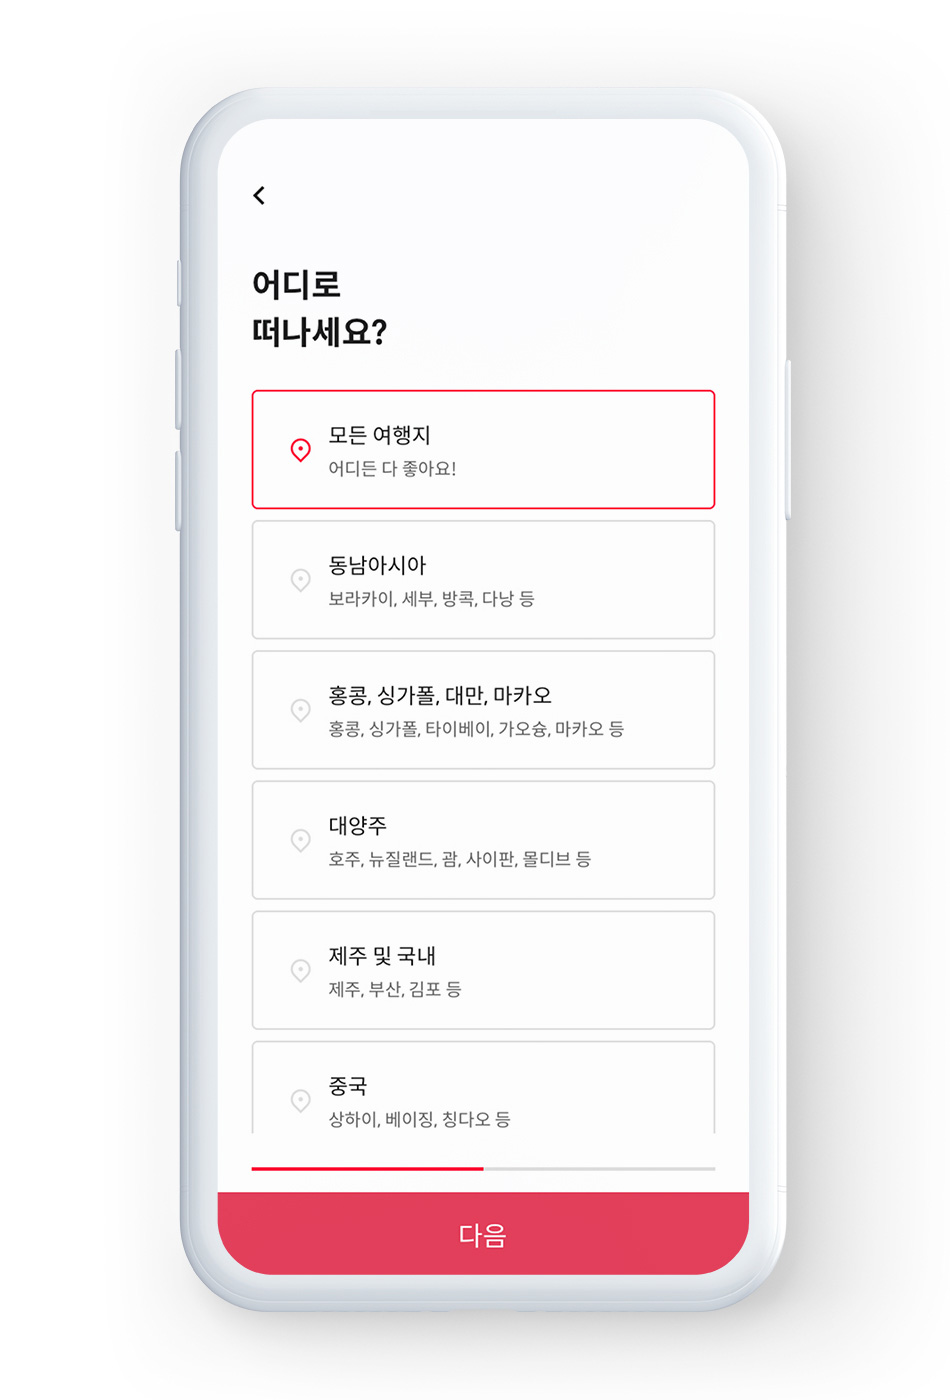 어디로
떠나세요?
모든 여행지
어디든 다 좋아요!
동남아시아
보라카이, 세부, 방콕, 다낭 등
홍콩, 싱가폴, 대만, 마카오
홍콩, 싱가폴, 타이베이, 가오슝, 마카오 등
대양주
호주, 뉴질랜드, 괌, 사이판, 몰디브 등
제주 및 국내
제주, 부산, 김포 등
중국
상하이, 베이징, 칭다오 등
다음